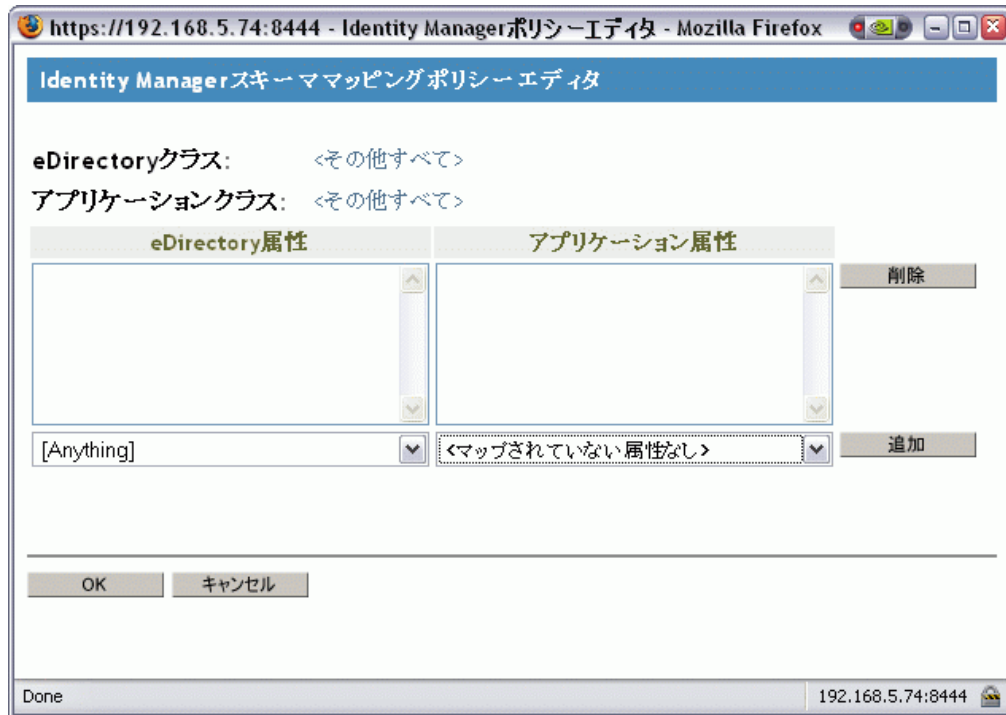 https://192.168.5.74:8444 - Identity Managerポリシーエディタ - Mozilla Firefox
Identity Managerスキーママッピングポリシーエディタ
eDirectoryクラス: <その他すべて>
アプリケーションクラス: <その他すべて>
eDirectory属性 アプリケーション属性
削除
[Anything] <マップされていない属性なし> 追加
OK キャンセル
Done 192.168.5.74:8444